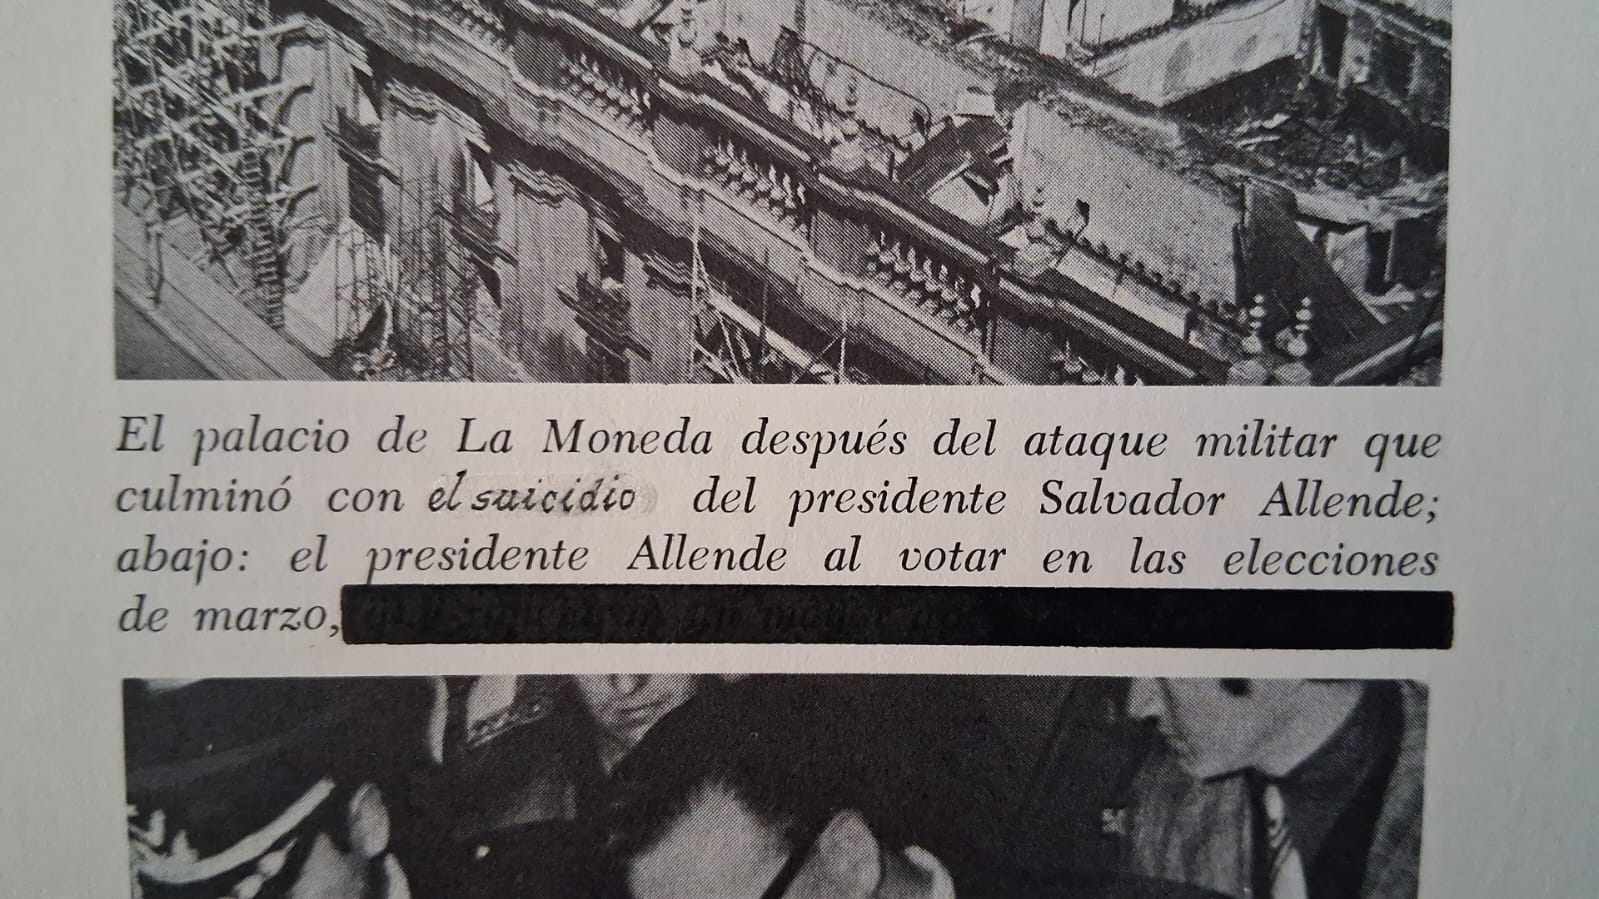 El palacio de La Moneda después del ataque militar que
culminó con el suicidio del presidente Salvador Allende;
abajo: el presidente Allende al votar en las elecciones
de marzo,